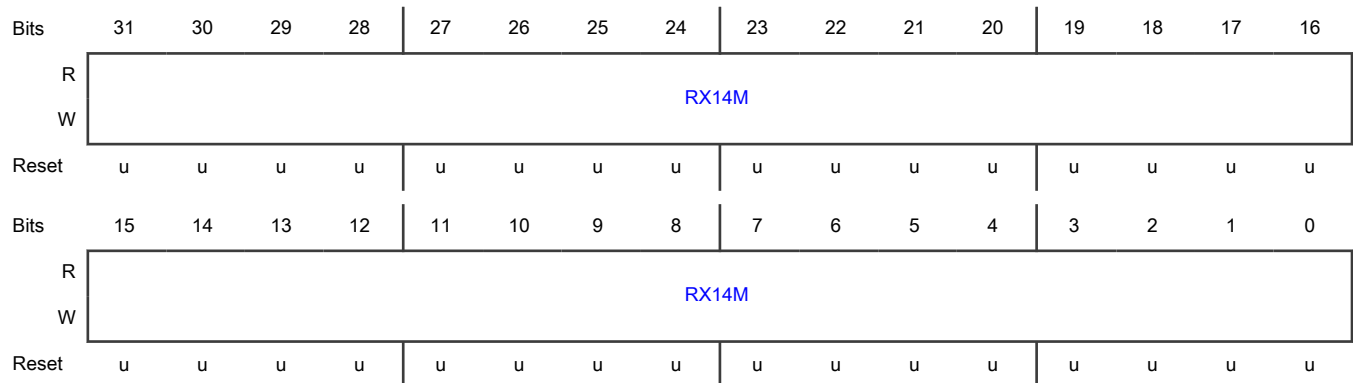 Bits 31 30 29 28 27 26 25 24 23 22 21 20 19 18 17 16
R
RX14M
W
Reset u u u u u u u u u u u u u u u u
Bits 15 14 13 12 11 10 9 8 7 6 5 4 3 2 1 0
R
RX14M
W
Reset u u u u u u u u u u u u u u u u